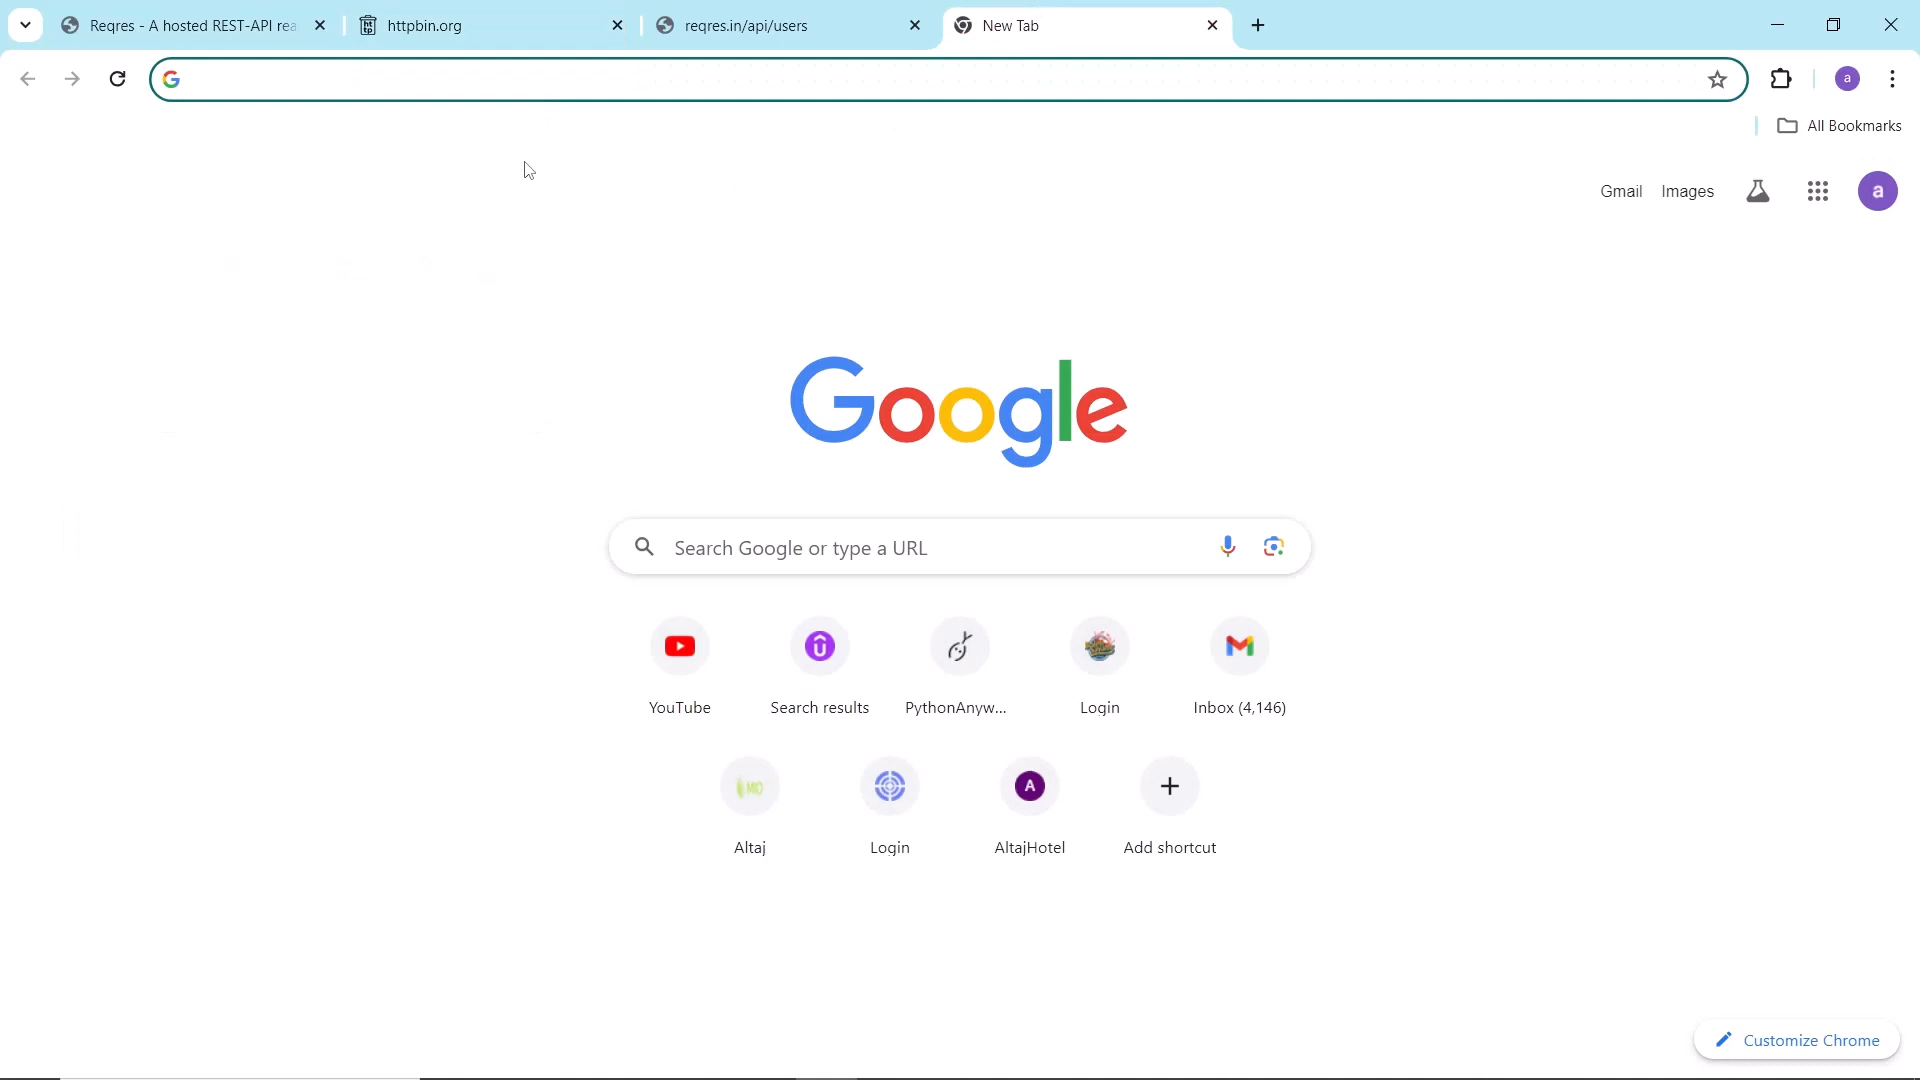 Reqres - A hosted REST-API rea
httpbin.org
reqres.in/api/users
New Tab
a
All Bookmarks
Gmail
Images
a
Google
Search Google or type a URL
YouTube
Search results
PythonAnyw...
Login
Inbox (4,146)
MIO
A
Altaj
Login
AltajHotel
Add shortcut
Customize Chrome